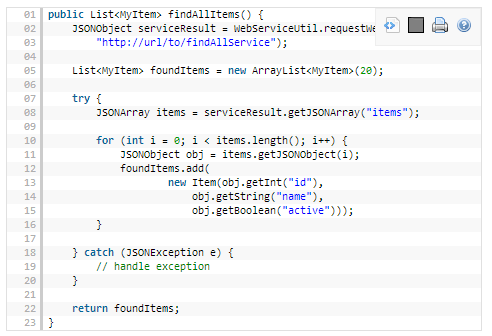 01 public List<MyItem> findAllItems() {
02     JSONObject serviceResult = WebServiceUtil.
03         "http://url/to/findAllService");
04
05     List<MyItem> foundItems = new ArrayList<MyItem>(20);
06
07     try {
08         JSONArray items = serviceResult.getJSONArray("items");
09
10         for (int i = 0; i < items.length(); i++) {
11             JSONObject obj = items.getJSONObject(i);
12             foundItems.add(
13                     new Item(obj.getInt("id"),
14                         obj.getString("name"),
15                         obj.getBoolean("active")));
16         }
17
18     } catch (JSONException e) {
19         // handle exception
20     }
21
22     return foundItems;
23 }